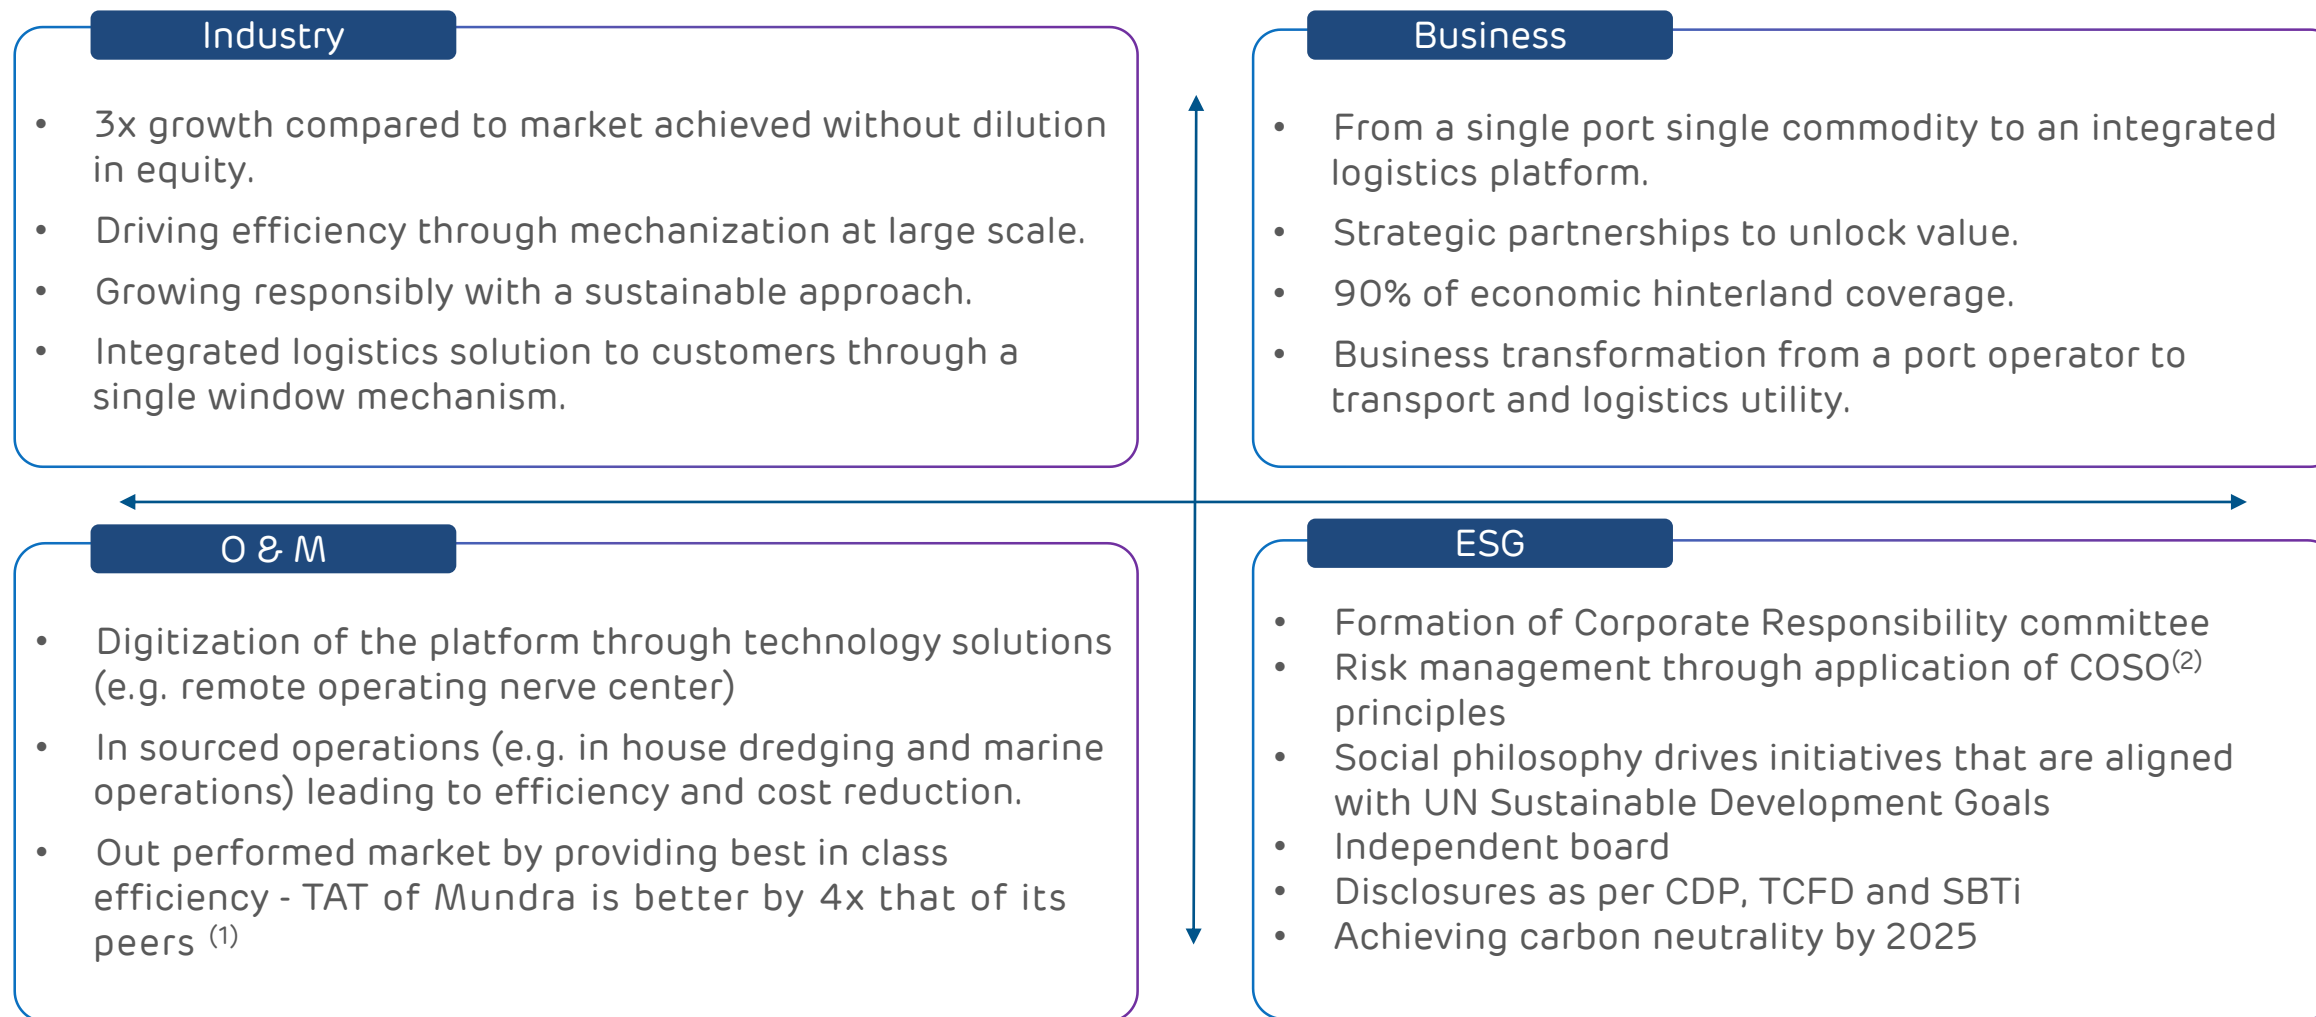 Industry
• 3x growth compared to market achieved without dilution
in equity.
• Driving efficiency through mechanization at large scale.
• Growing responsibly with a sustainable approach.
• Integrated logistics solution to customers through a
single window mechanism.
Business
• From a single port single commodity to an integrated
logistics platform.
• Strategic partnerships to unlock value.
• 90% of economic hinterland coverage.
• Business transformation from a port operator to
transport and logistics utility.
O & M
• Digitization of the platform through technology solutions
(e.g. remote operating nerve center)
• In sourced operations (e.g. in house dredging and marine
operations) leading to efficiency and cost reduction.
• Out performed market by providing best in class
efficiency - TAT of Mundra is better by 4x that of its
peers (1)
ESG
• Formation of Corporate Responsibility committee
• Risk management through application of COSO(2)
principles
• Social philosophy drives initiatives that are aligned
with UN Sustainable Development Goals
• Independent board
• Disclosures as per CDP, TCFD and SBTi
• Achieving carbon neutrality by 2025